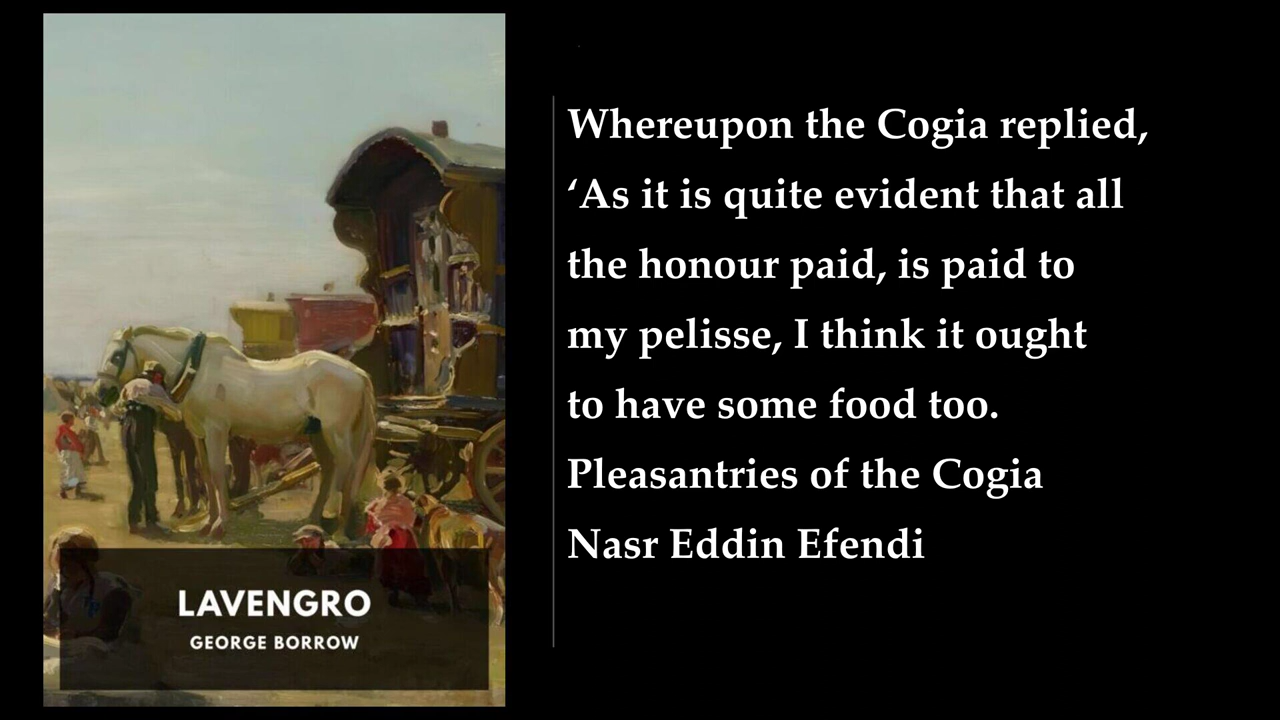 Whereupon the Cogia replied,
‘As it is quite evident that all
the honour paid, is paid to
my pelisse, I think it ought
to have some food too.
Pleasantries of the Cogia
Nasr Eddin Efendi
LAVENGRO
GEORGE BORROW